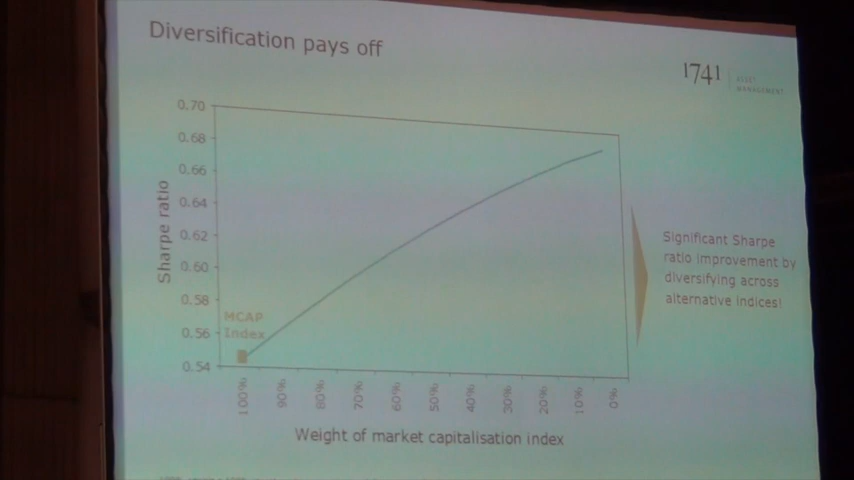 Diversification pays off
1741
ASSET
MANAGEMENT
0.70
0.68
0.66
0.64
0.62
0.60
0.58
0.56
0.54
Sharpe ratio
MCAP
Index
100%
90%
80%
70%
60%
50%
40%
30%
20%
10%
0%
Weight of market capitalisation index
Significant Sharpe
ratio improvement by
diversifying across
alternative indices!